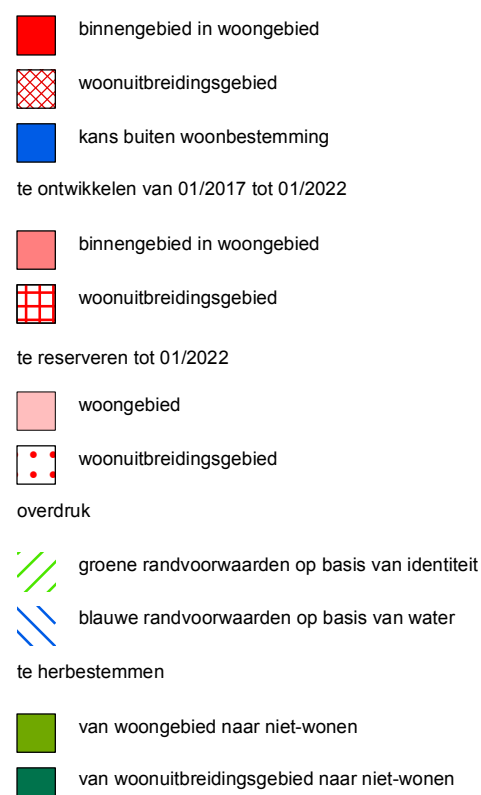 binnengebied in woongebied
woonuitbreidingsgebied
kans buiten woonbestemming
te ontwikkelen van 01/2017 tot 01/2022
binnengebied in woongebied
woonuitbreidingsgebied
te reserveren tot 01/2022
woongebied
woonuitbreidingsgebied
overdruk
groene randvoorwaarden op basis van identiteit
blauwe randvoorwaarden op basis van water
te herbestemmen
van woongebied naar niet-wonen
van woonuitbreidingsgebied naar niet-wonen